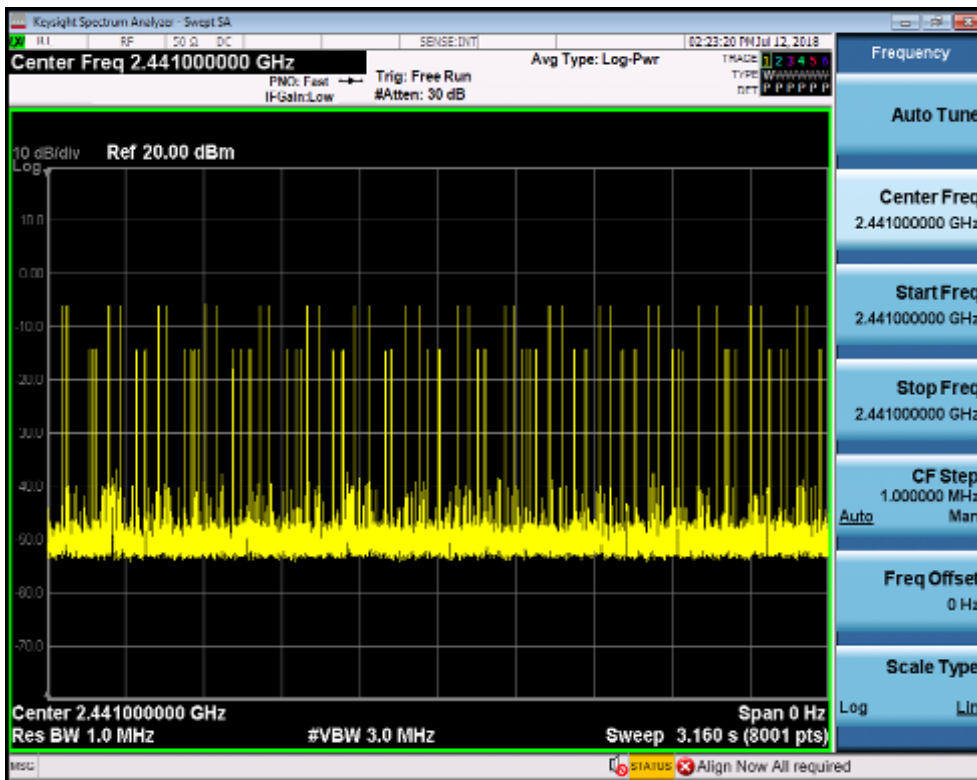 Keysight Spectrum Analyzer - Swept SA
RF 50 Ω DC SENSE:INT 02:23:20 PM Jul 12, 2018
Center Freq 2.441000000 GHz Avg Type: Log-Pwr TRACE 1 2 3 4 5 6
PNO: Fast Trig: Free Run TYPE WWWWWW
IFGain:Low #Atten: 30 dB DET P P P P P P
10 dB/div Ref 20.00 dBm
Log
10.0
0.00
-10.0
-20.0
-30.0
-40.0
-50.0
-60.0
-70.0
Center 2.441000000 GHz Span 0 Hz
Res BW 1.0 MHz #VBW 3.0 MHz Sweep 3.160 s (8001 pts)
MSG STATUS Align Now All required
Frequency
Auto Tune
Center Freq
2.441000000 GHz
Start Freq
2.441000000 GHz
Stop Freq
2.441000000 GHz
CF Step
1.000000 MHz
Auto Man
Freq Offset
0 Hz
Scale Type
Log Lin